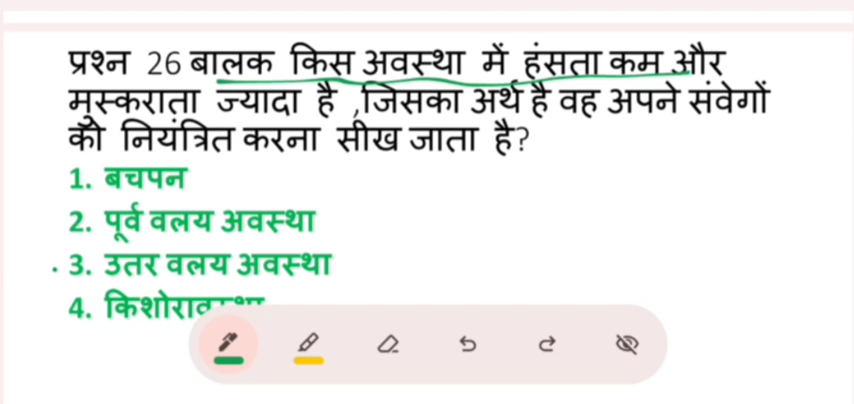 प्रश्न 26 बालक किस अवस्था में हंसता कम और
मुस्कराता ज्यादा है ,जिसका अर्थ है वह अपने संवेगों
को नियंत्रित करना सीख जाता है?
1. बचपन
2. पूर्व वलय अवस्था
3. उतर वलय अवस्था
4.